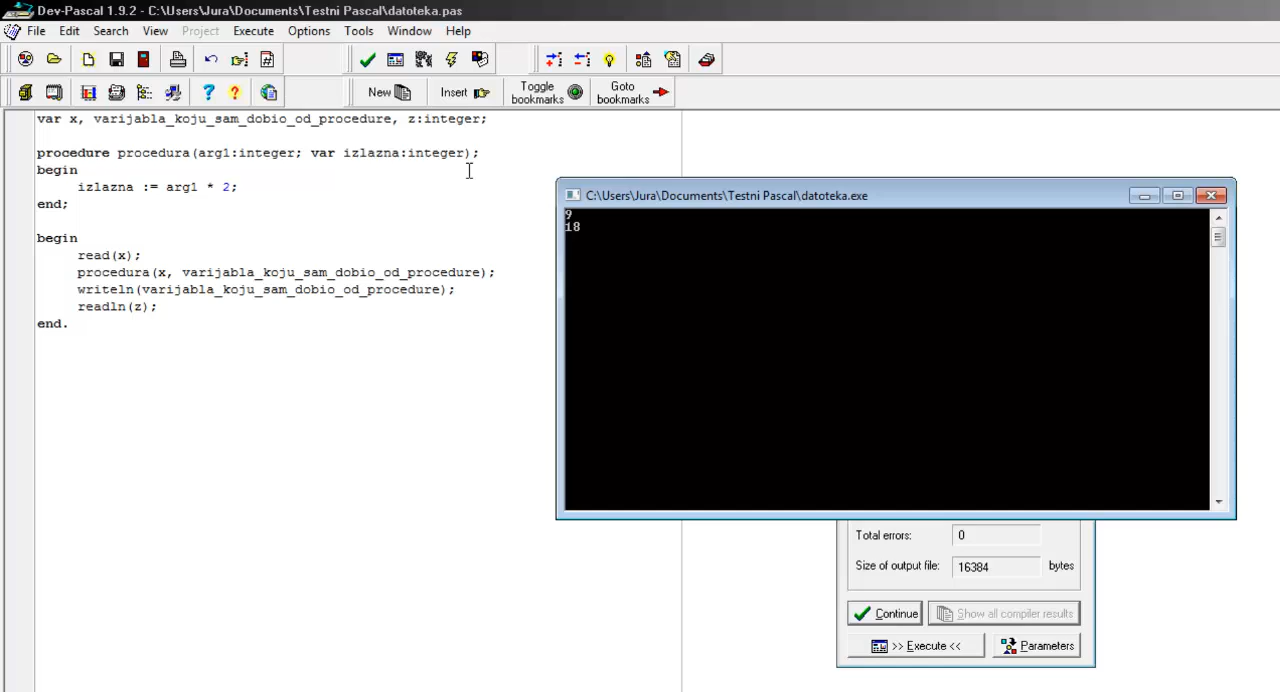 Dev-Pascal 1.9.2 - C:\Users\Jura\Documents\Testni Pascal\datoteka.pas
File Edit Search View Project Execute Options Tools Window Help
New Insert Toggle bookmarks Goto bookmarks
var x, varijabla_koju_sam_dobio_od_procedure, z:integer;
procedure procedura(arg1:integer; var izlazna:integer);
begin
izlazna := arg1 * 2;
end;
begin
read(x);
procedura(x, varijabla_koju_sam_dobio_od_procedure);
writeln(varijabla_koju_sam_dobio_od_procedure);
readln(z);
end.
C:\Users\Jura\Documents\Testni Pascal\datoteka.exe
9
18
Total errors: 0
Size of output file: 16384 bytes
Continue Show all compiler results
>> Execute << Parameters